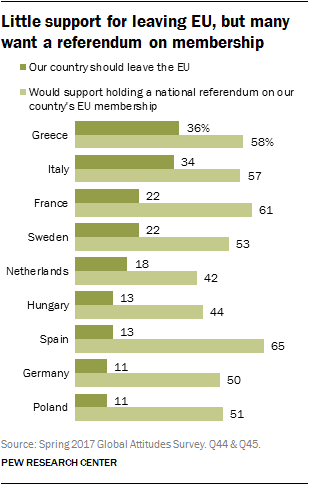 Little support for leaving EU, but many
want a referendum on membership
Our country should leave the EU
Would support holding a national referendum on our
country's EU membership
Greece 36% 58%
Italy 34 57
France 22 61
Sweden 22 53
Netherlands 18 42
Hungary 13 44
Spain 13 65
Germany 11 50
Poland 11 51
Source: Spring 2017 Global Attitudes Survey. Q44 & Q45.
PEW RESEARCH CENTER